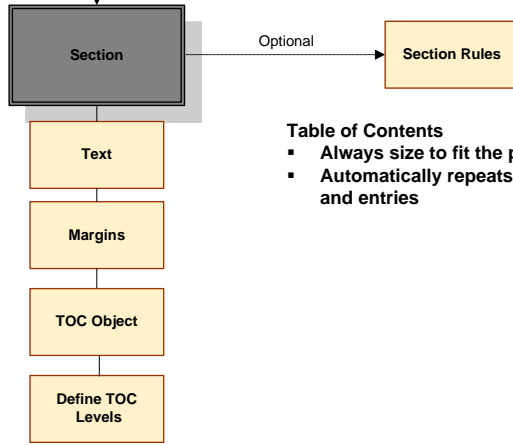 Section
Optional
Section Rules
Text
Table of Contents
▪ Always size to fit the
▪ Automatically repeats
and entries
Margins
TOC Object
Define TOC
Levels